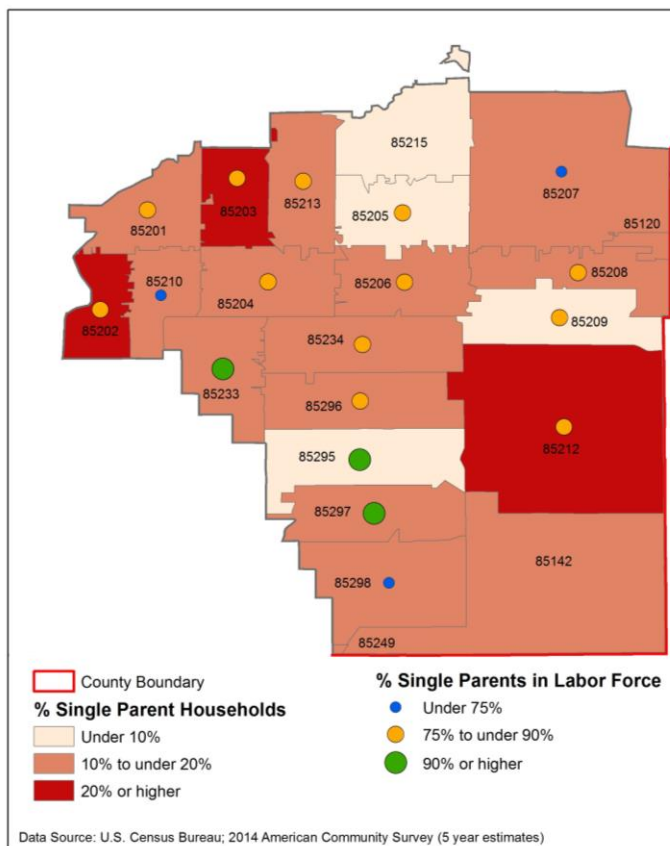 85215
85207
85203
85213
85205
85201
85120
85210
85204
85206
85208
85202
85209
85234
85233
85296
85212
85295
85297
85142
85298
85249
County Boundary
% Single Parent Households
Under 10%
10% to under 20%
20% or higher
% Single Parents in Labor Force
Under 75%
75% to under 90%
90% or higher
Data Source: U.S. Census Bureau; 2014 American Community Survey (5 year estimates)